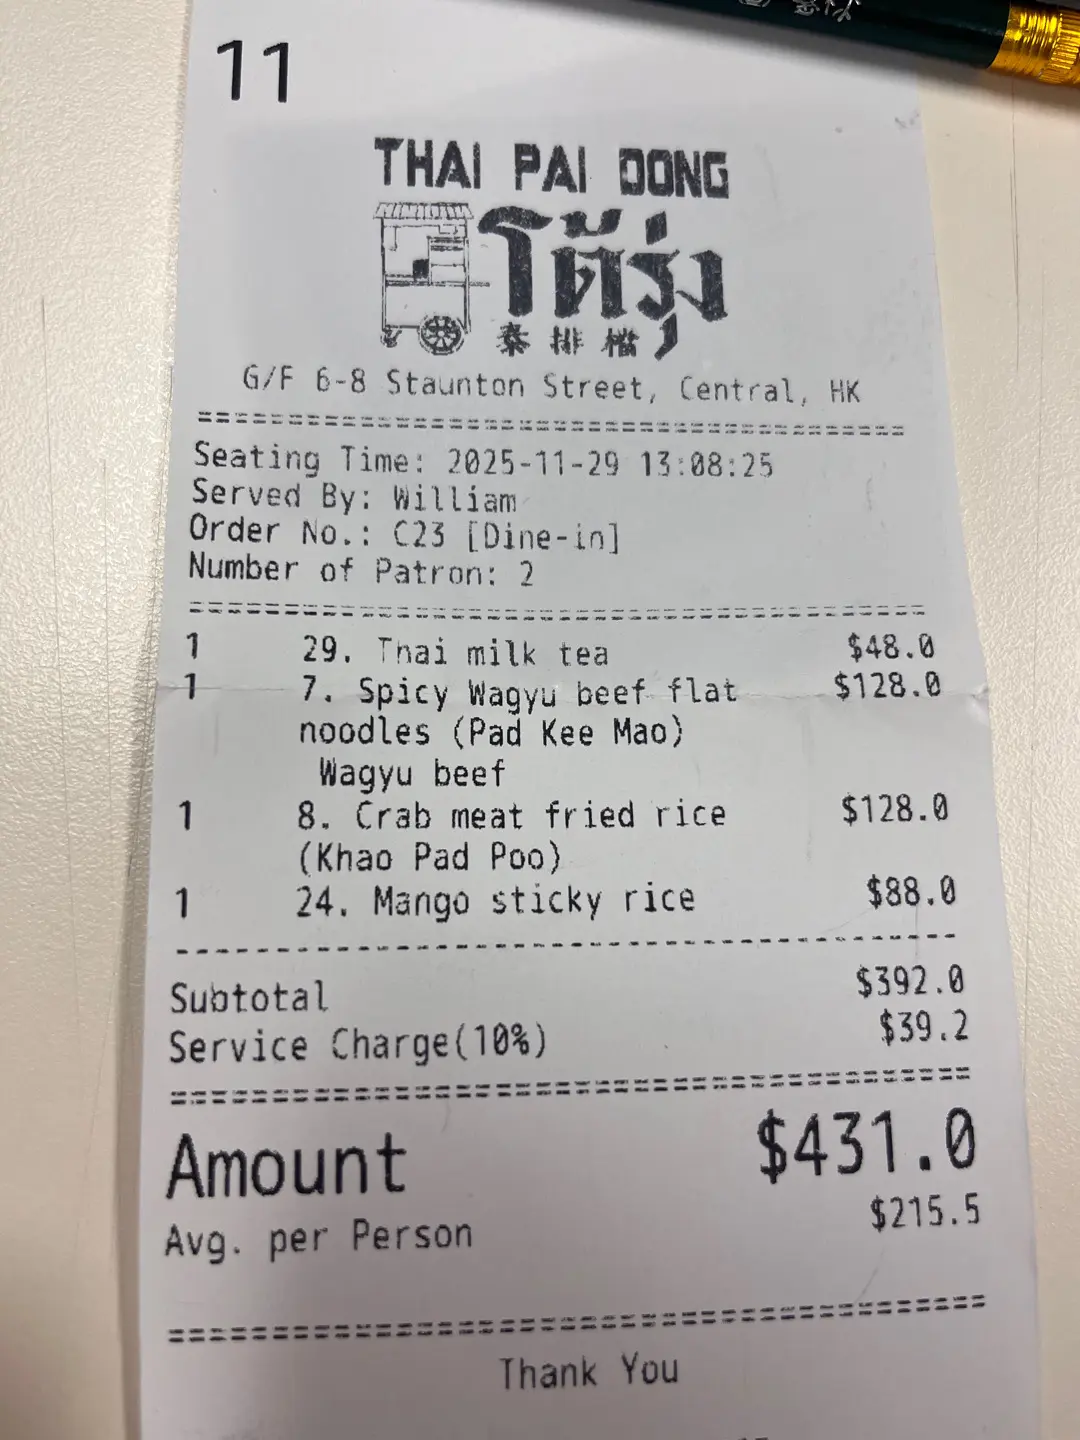 11
THAI PAI DONG
โต้รุ่ง
泰排檔
G/F 6-8 Staunton Street, Central, HK
Seating Time: 2025-11-29 13:08:25
Served By: William
Order No.: C23 [Dine-in]
Number of Patron: 2
1 29. Thai milk tea $48.0
1 7. Spicy Wagyu beef flat $128.0
noodles (Pad Kee Mao)
Wagyu beef
1 8. Crab meat fried rice $128.0
(Khao Pad Poo)
1 24. Mango sticky rice $88.0
Subtotal $392.0
Service Charge(10%) $39.2
Amount $431.0
Avg. per Person $215.5
Thank You